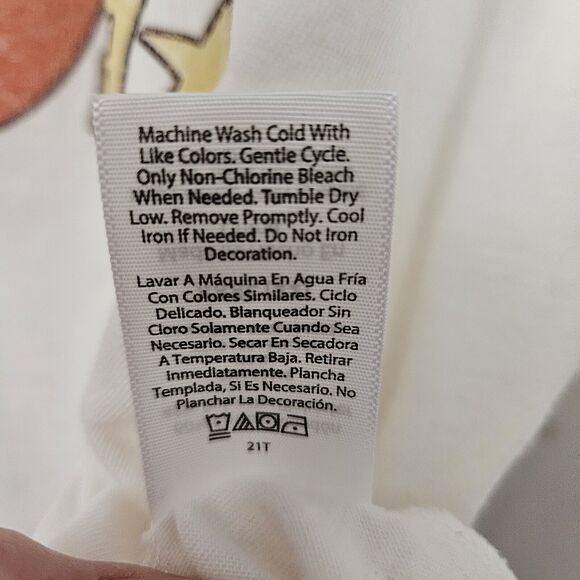 Machine Wash Cold With
Like Colors. Gentle Cycle.
Only Non-Chlorine Bleach
When Needed. Tumble Dry
Low. Remove Promptly. Cool
Iron If Needed. Do Not Iron
Decoration.
Lavar A Máquina En Agua Fría
Con Colores Similares. Ciclo
Delicado. Blanqueador Sin
Cloro Solamente Cuando Sea
Necesario. Secar En Secadora
A Temperatura Baja. Retirar
Inmediatamente. Plancha
Templada, Si Es Necesario. No
Planchar La Decoración.
21T